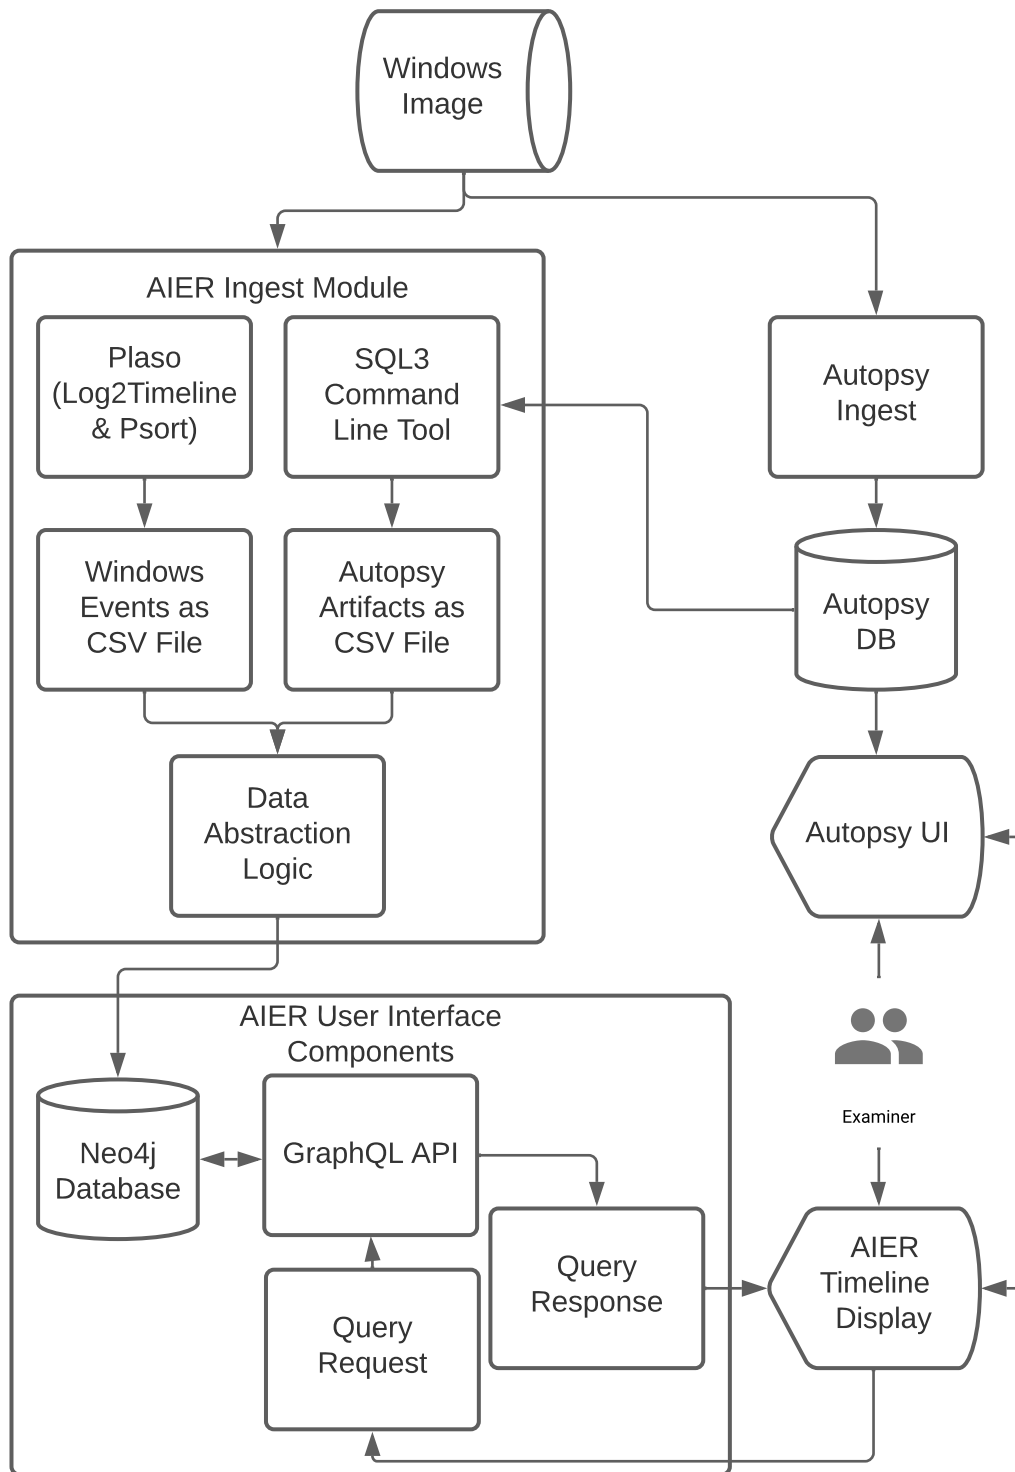 Windows
Image
AIER Ingest Module
Plaso
(Log2Timeline
& Psort)
SQL3
Command
Line Tool
Autopsy
Ingest
Windows
Events as
CSV File
Autopsy
Artifacts as
CSV File
Autopsy
DB
Data
Abstraction
Logic
Autopsy UI
AIER User Interface
Components
Examiner
Neo4j
Database
GraphQL API
Query
Response
AIER
Timeline
Display
Query
Request